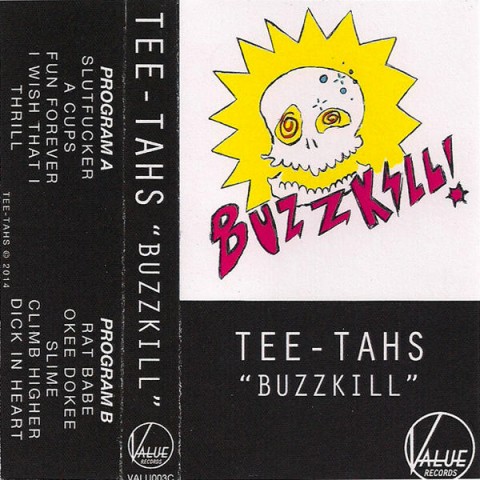 PROGRAM A
SLUTFUCKER
A CUPS
FUN FOREVER
I WISH THAT I
THRILL
PROGRAM B
RAT BABE
OKEE DOKEE
SLIME
CLIMB HIGHER
DICK IN HEART
TEE-TAHS © 2014
TEE-TAHS "BUZZKILL"
VALUE
RECORDS
VALU003C
BUZZKILL!
TEE-TAHS
"BUZZKILL"
VALUE
RECORDS